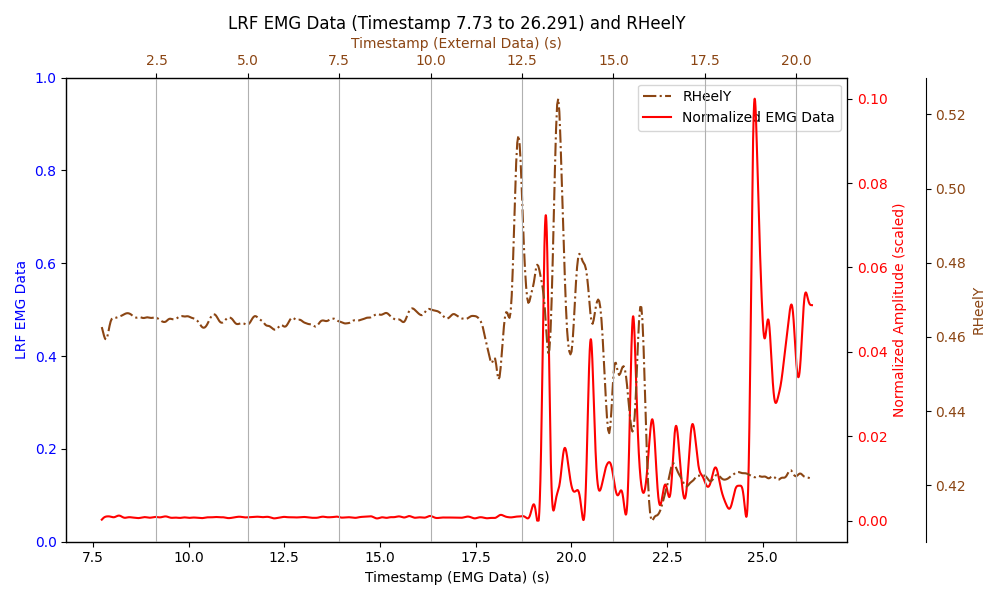 LRF EMG Data (Timestamp 7.73 to 26.291) and RHeelY
Timestamp (External Data) (s)
2.5 5.0 7.5 10.0 12.5 15.0 17.5 20.0
RHeelY
Normalized EMG Data
LRF EMG Data
1.0
0.8
0.6
0.4
0.2
0.0
Normalized Amplitude (scaled)
0.10
0.08
0.06
0.04
0.02
0.00
RHeelY
0.52
0.50
0.48
0.46
0.44
0.42
7.5 10.0 12.5 15.0 17.5 20.0 22.5 25.0
Timestamp (EMG Data) (s)